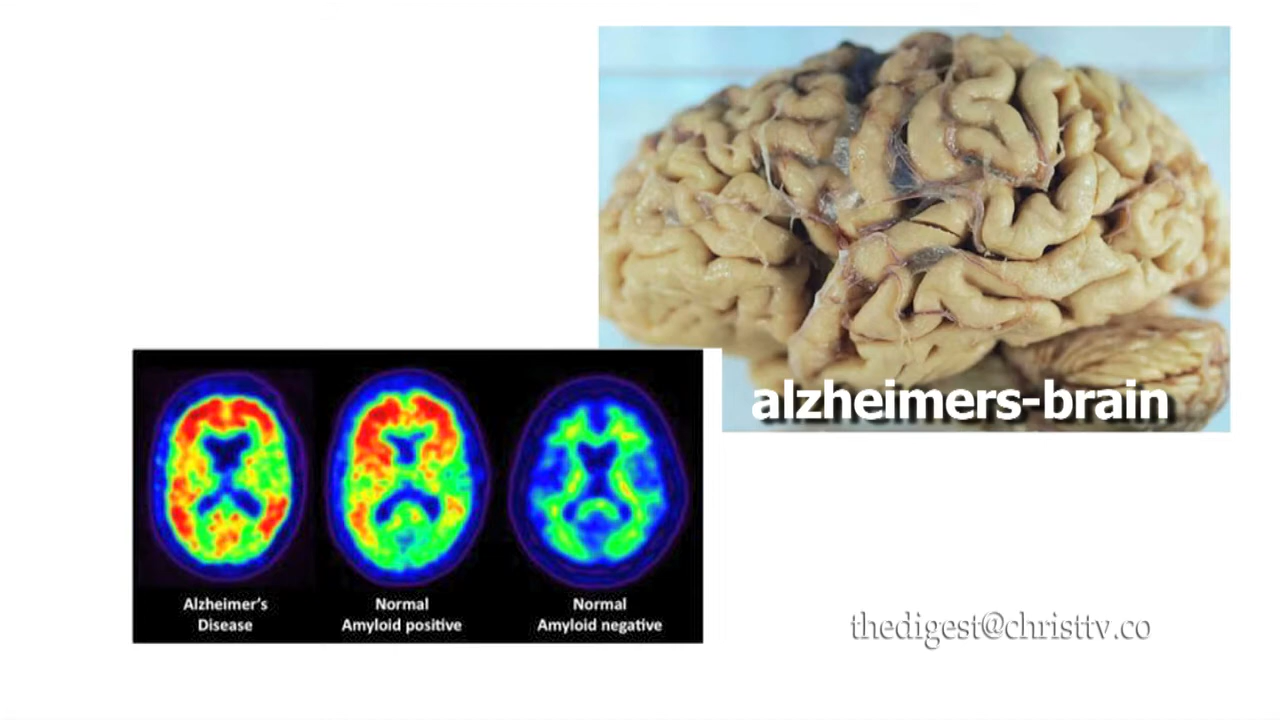 alzheimers-brain
Alzheimer's
Disease
Normal
Amyloid positive
Normal
Amyloid negative
thedigest@christtv.co